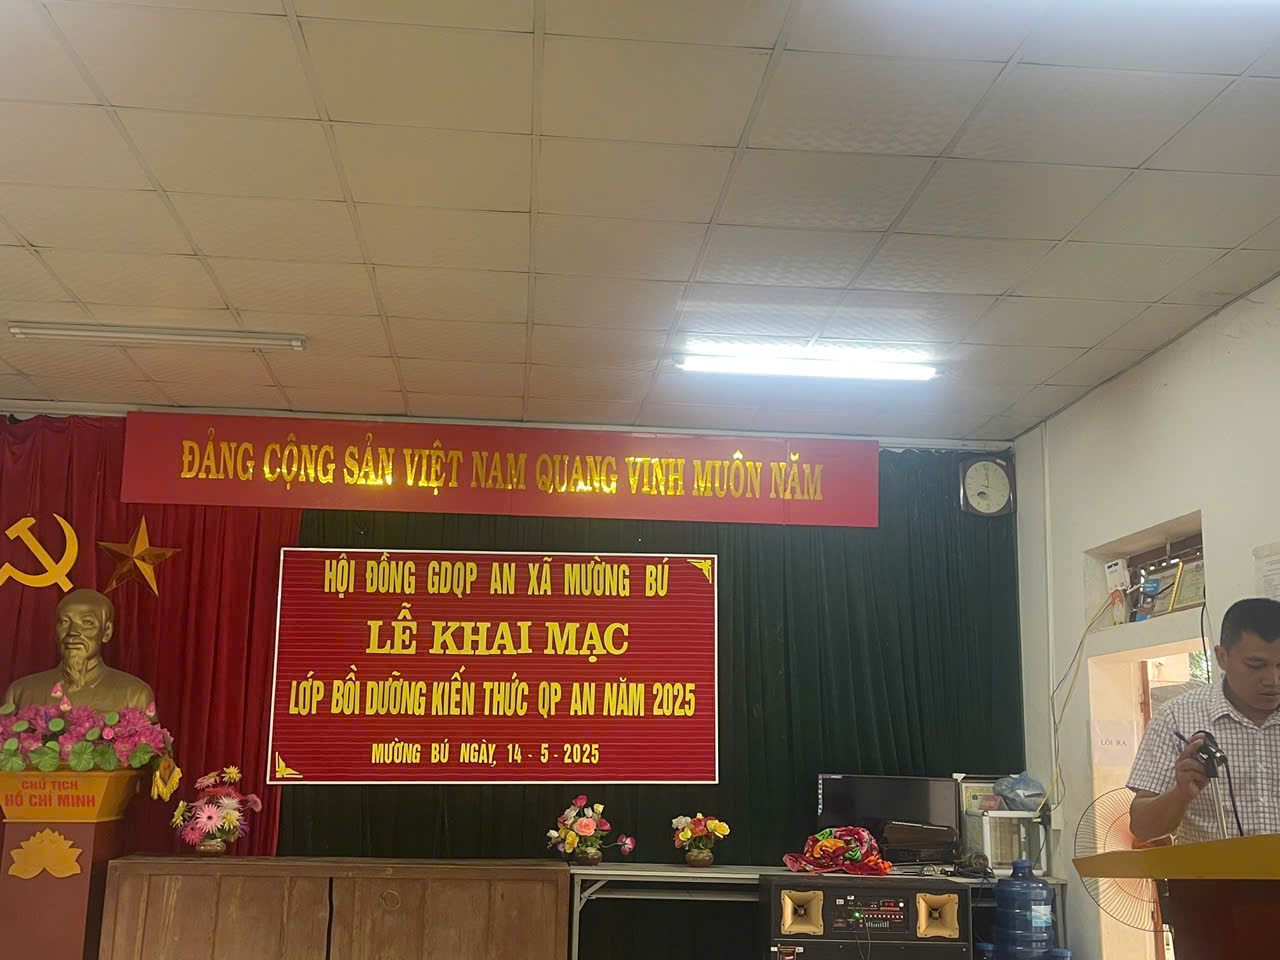 ĐẢNG CỘNG SẢN VIỆT NAM QUANG VINH MUÔN NĂM
HỘI ĐỒNG GDQP AN XÃ MƯỜNG BÚ
LỄ KHAI MẠC
LỚP BỒI DƯỠNG KIẾN THỨC QP AN NĂM 2025
MƯỜNG BÚ NGÀY, 14 - 5 - 2025
CHỦ TỊCH
HỒ CHÍ MINH
LỐI RA